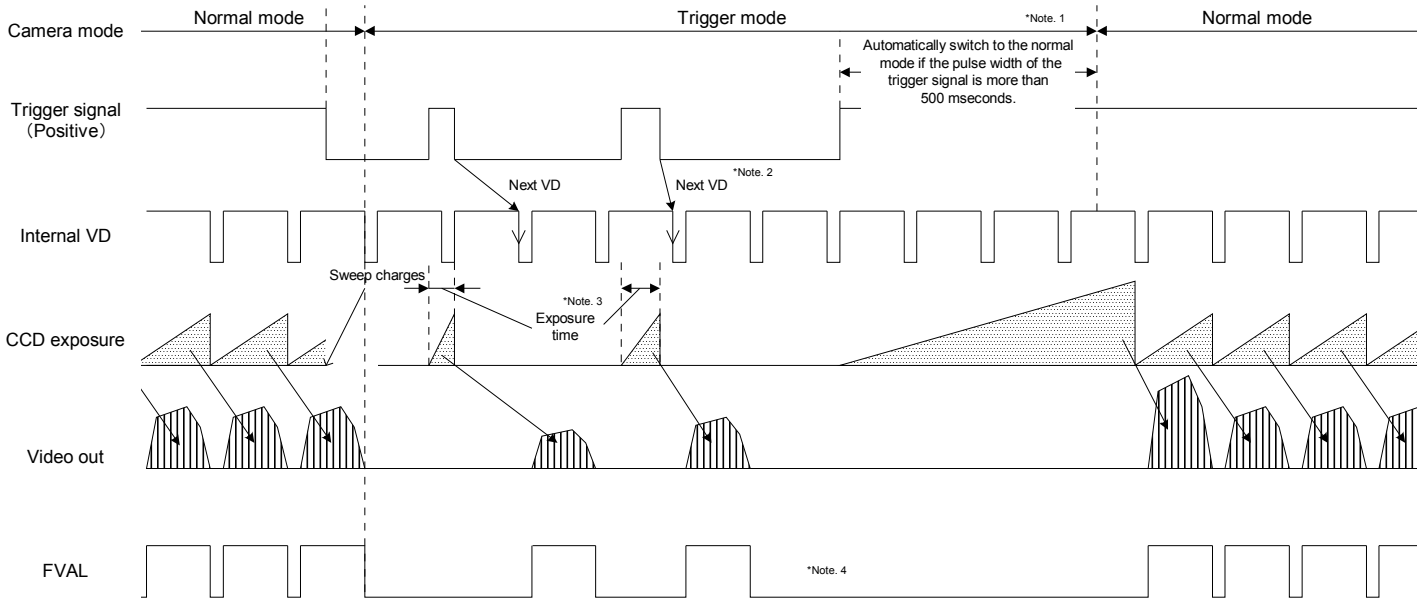 Normal mode
Trigger mode
*Note. 1
Normal mode
Camera mode
Automatically switch to the normal
mode if the pulse width of the
trigger signal is more than
500 mseconds.
Trigger signal
（Positive）
*Note. 2
Next VD
Next VD
Internal VD
Sweep charges
*Note. 3
Exposure
time
CCD exposure
Video out
FVAL
*Note. 4